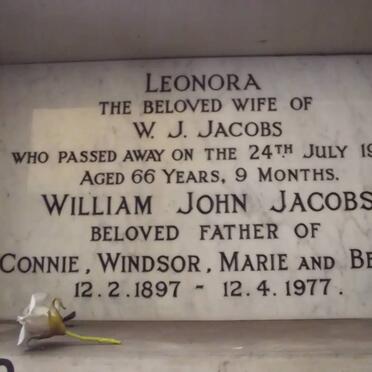 LEONORA
THE BELOVED WIFE OF
W. J. JACOBS
WHO PASSED AWAY ON THE 24TH JULY
AGED 66 YEARS, 9 MONTHS.
WILLIAM JOHN JACOBS
BELOVED FATHER OF
CONNIE, WINDSOR, MARIE AND
12.2.1897 - 12.4.1977.